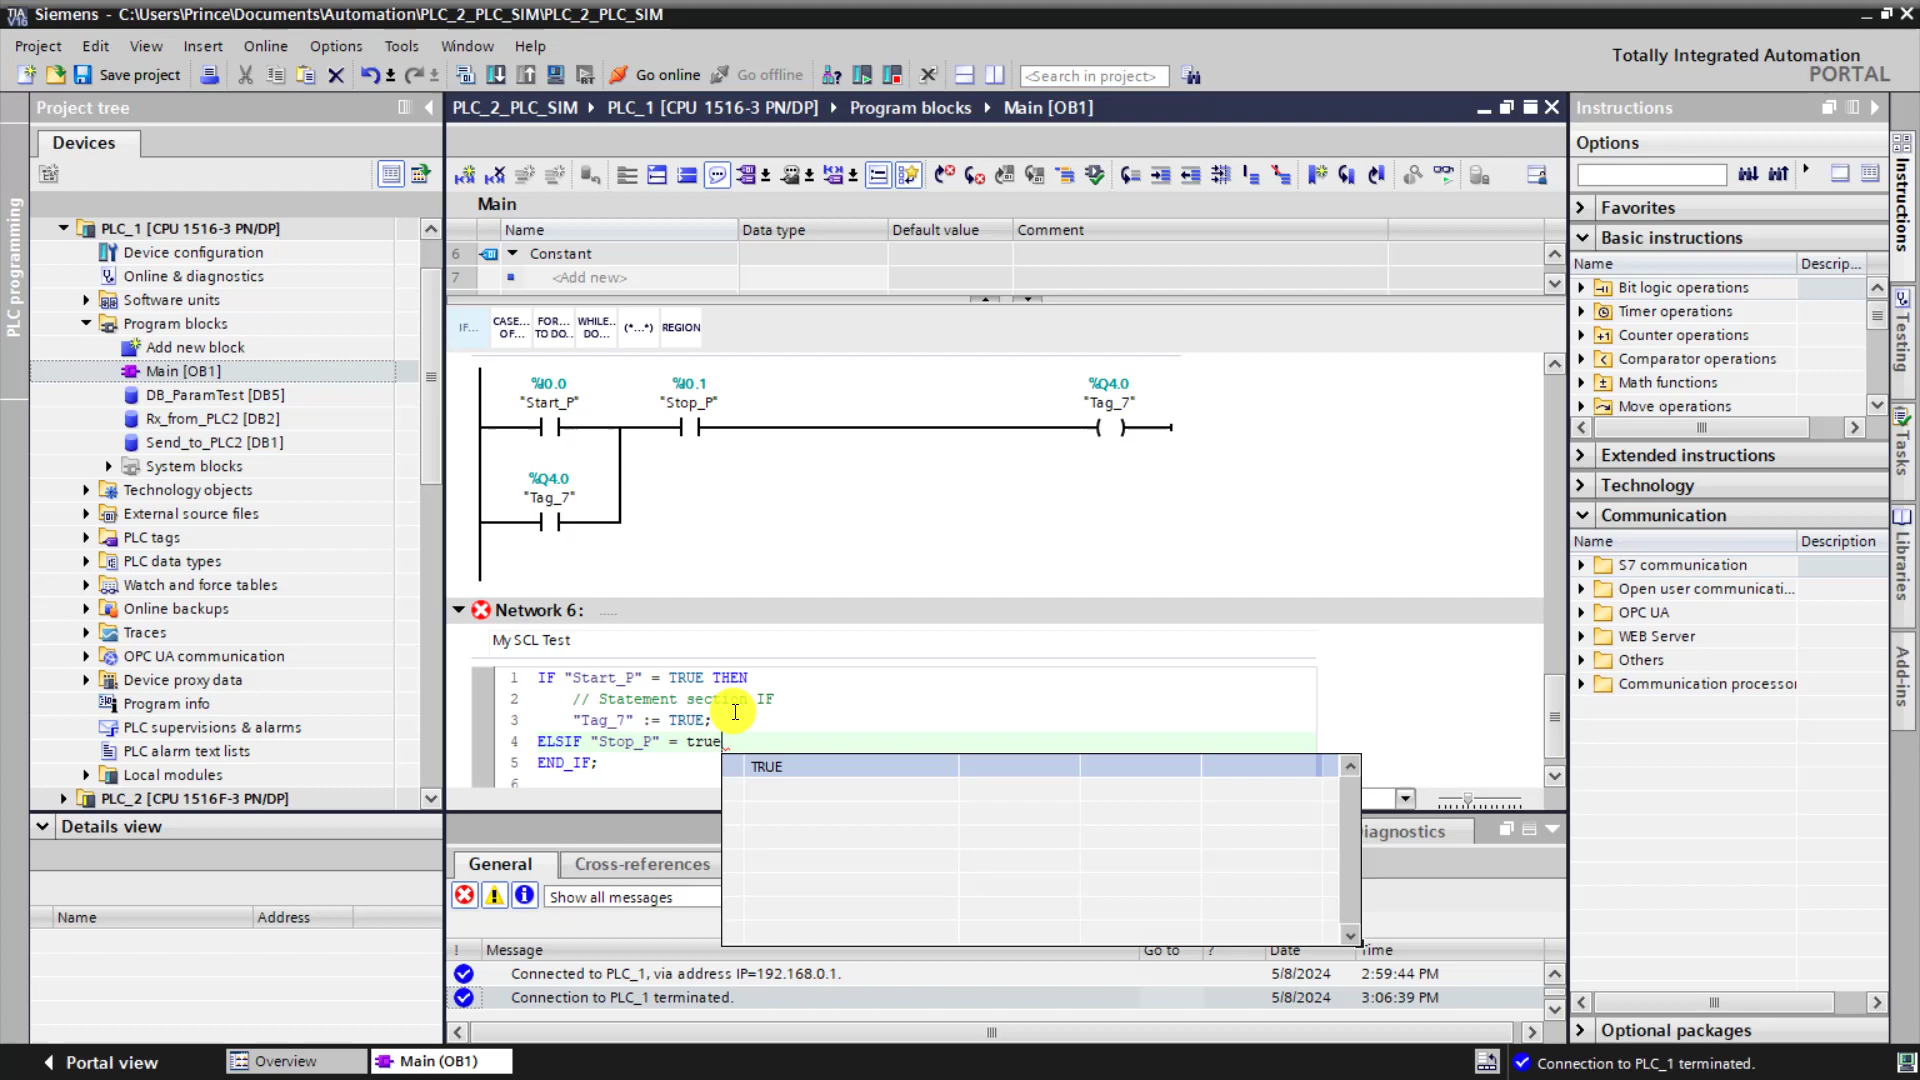 Siemens - C:\Users\Prince\Documents\Automation\PLC_2_PLC_SIM\PLC_2_PLC_SIM
TIA
V16
Project Edit View Insert Online Options Tools Window Help
Totally Integrated Automation
PORTAL
Save project
Go online
Go offline
<Search in project>
Project tree
PLC_2_PLC_SIM PLC_1 [CPU 1516-3 PN/DP] Program blocks Main [OB1]
Instructions
Devices
Options
PLC programming
Main
Name Data type Default value Comment
6 Constant
7 <Add new>
PLC_1 [CPU 1516-3 PN/DP]
Device configuration
Online & diagnostics
Software units
Program blocks
Add new block
Main [OB1]
DB_ParamTest [DB5]
Rx_from_PLC2 [DB2]
Send_to_PLC2 [DB1]
System blocks
Technology objects
External source files
PLC tags
PLC data types
Watch and force tables
Online backups
Traces
OPC UA communication
Device proxy data
Program info
PLC supervisions & alarms
PLC alarm text lists
Local modules
PLC_2 [CPU 1516F-3 PN/DP]
Details view
Name Address
IF... CASE... OF... FOR... TO DO.. WHILE.. DO... (*...*) REGION
%I0.0
"Start_P"
%I0.1
"Stop_P"
%Q4.0
"Tag_7"
%Q4.0
"Tag_7"
Network 6: .....
My SCL Test
1 IF "Start_P" = TRUE THEN
2 // Statement section IF
3 "Tag_7" := TRUE;
4 ELSIF "Stop_P" = true
5 END_IF;
6
TRUE
iagnostics
General Cross-references
Show all messages
! Message Go to ? Date Time
Connected to PLC_1, via address IP=192.168.0.1. 5/8/2024 2:59:44 PM
Connection to PLC_1 terminated. 5/8/2024 3:06:39 PM
Favorites
Basic instructions
Name Descrip...
Bit logic operations
Timer operations
Counter operations
Comparator operations
Math functions
Move operations
Extended instructions
Technology
Communication
Name Description
S7 communication
Open user communicati...
OPC UA
WEB Server
Others
Communication processor
Optional packages
Instructions
Testing
Tasks
Libraries
Add-ins
Portal view
Overview
Main (OB1)
Connection to PLC_1 terminated.